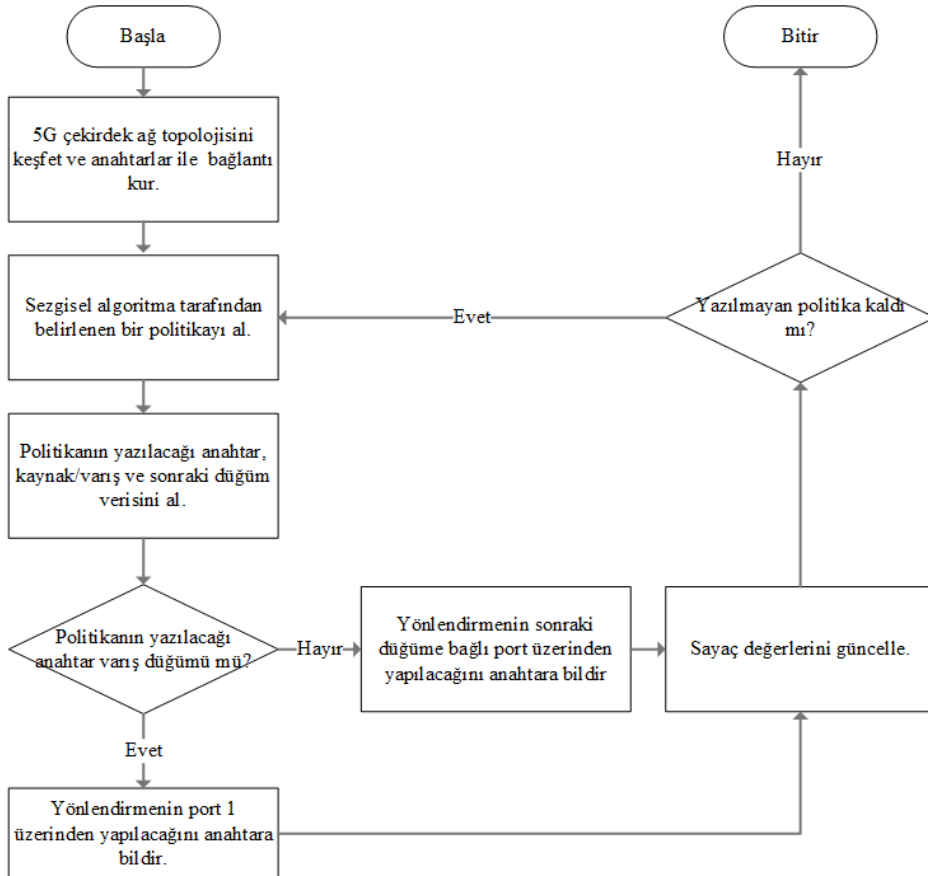 Başla
5G çekirdek ağ topolojisini
keşfet ve anahtarlar ile bağlantı
kur.
Sezgisel algoritma tarafından
belirlenen bir politikayı al.
Politikanın yazılacağı anahtar,
kaynak/varış ve sonraki düğüm
verisini al.
Politikanın yazılacağı
anahtar varış düğümü mü?
Hayır
Yönlendirmenin sonraki
düğüme bağlı port üzerinden
yapılacağını anahtara bildir
Evet
Yönlendirmenin port 1
üzerinden yapılacağını anahtara
bildir.
Sayaç değerlerini güncelle.
Yazılmayan politika kaldı
mı?
Evet
Hayır
Bitir